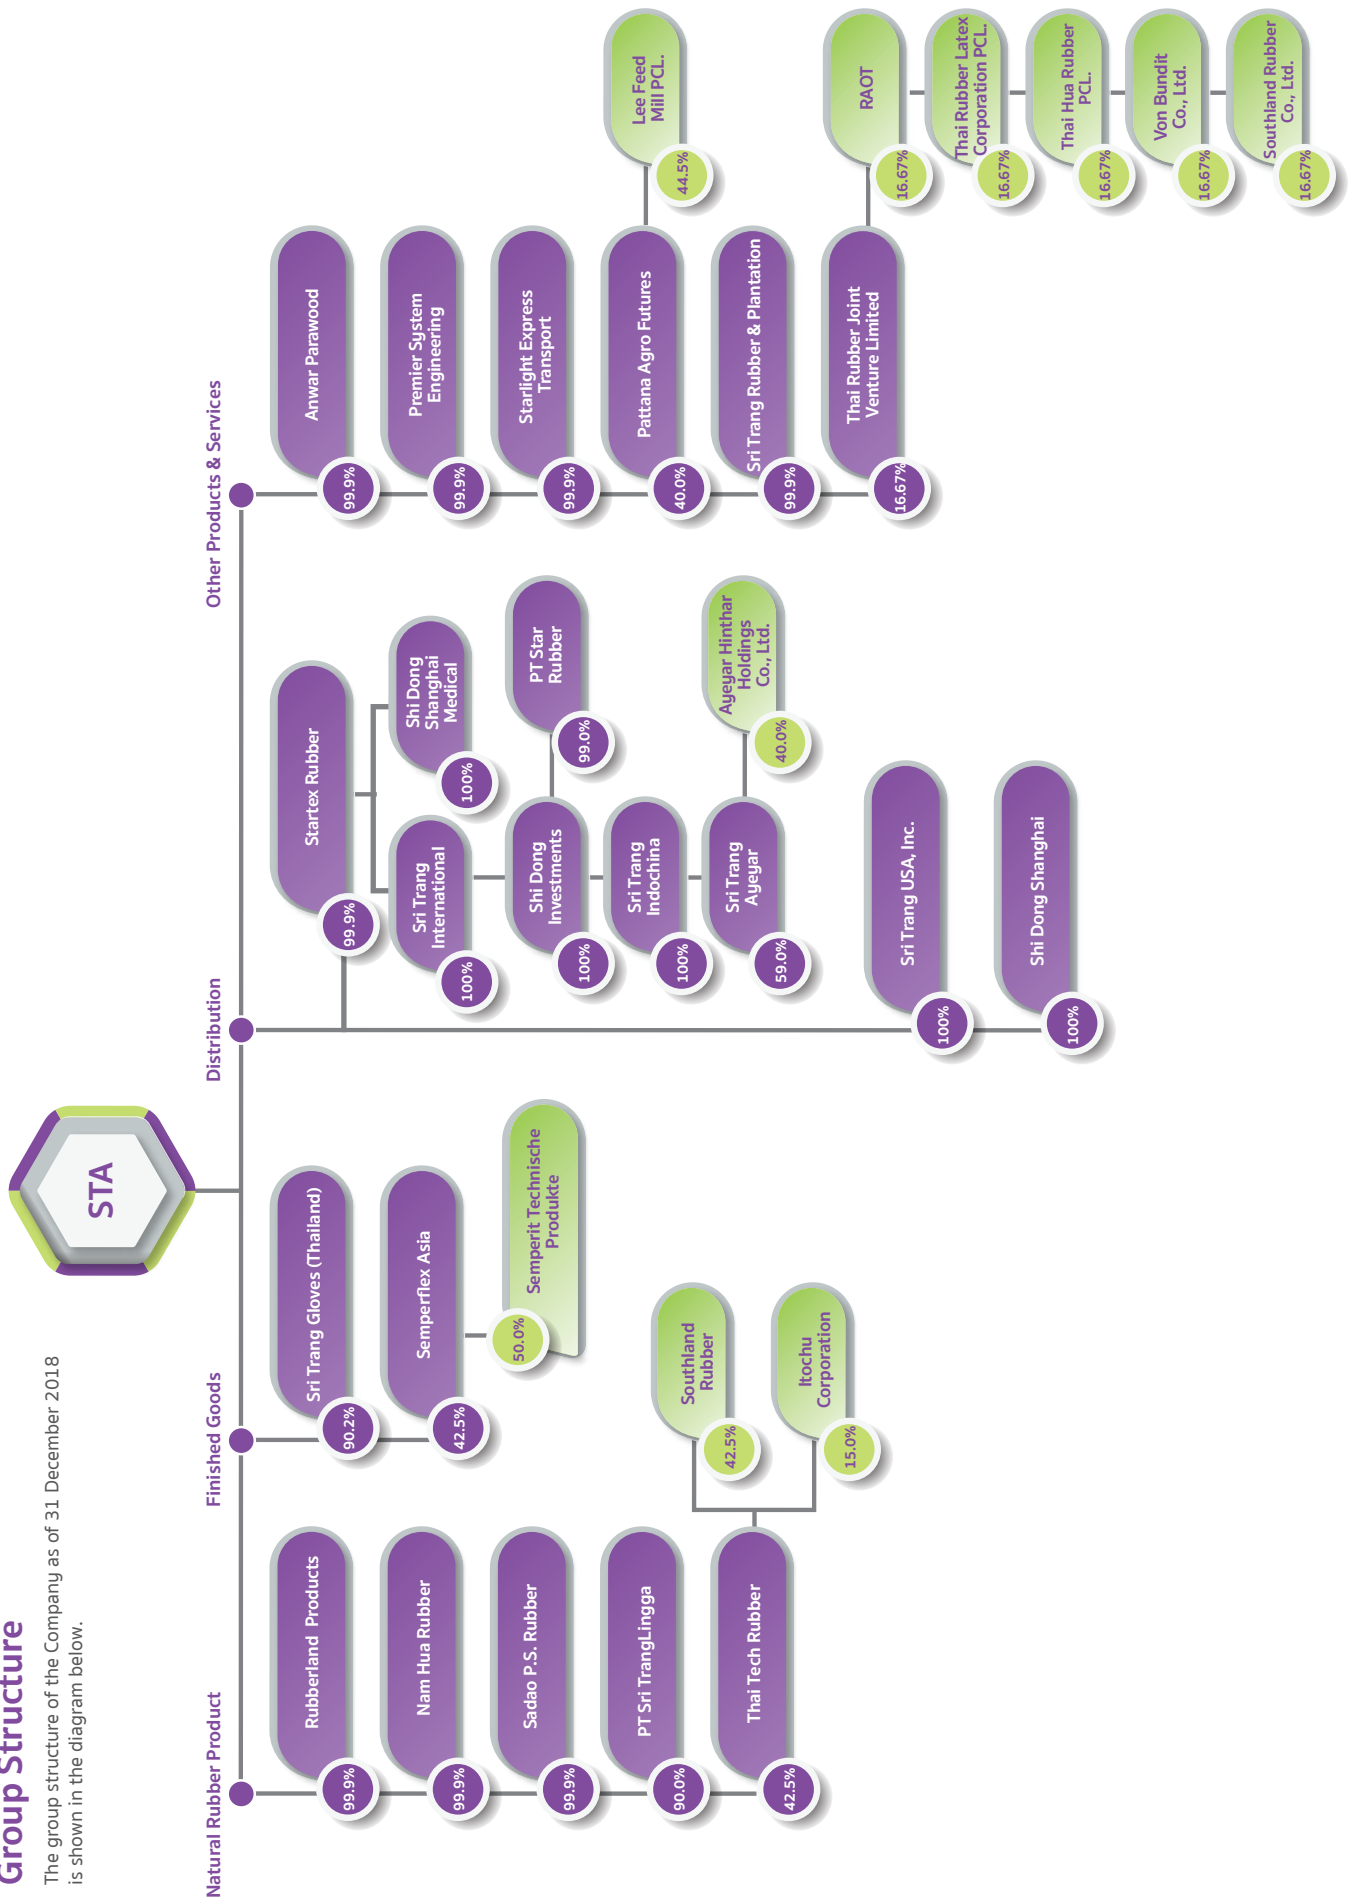 Group Structure
The group structure of the Company as of 31 December 2018
is shown in the diagram below.
STA
Natural Rubber Product
Rubberland Products
99.9%
Nam Hua Rubber
99.9%
Sadao P.S. Rubber
99.9%
PT Sri TrangLingga
90.0%
Thai Tech Rubber
42.5%
Southland
Rubber
42.5%
Itochu
Corporation
15.0%
Finished Goods
Sri Trang Gloves (Thailand)
90.2%
Semperflex Asia
42.5%
Semperit Technische
Produkte
50.0%
Distribution
Startex Rubber
99.9%
Sri Trang
International
100%
Shi Dong
Shanghai
Medical
100%
Shi Dong
Investments
100%
PT Star
Rubber
99.0%
Sri Trang
Indochina
100%
Sri Trang
Ayeyar
59.0%
Ayeyar Hinthar
Holdings
Co., Ltd.
40.0%
Sri Trang USA, Inc.
100%
Shi Dong Shanghai
100%
Other Products & Services
Anwar Parawood
99.9%
Premier System
Engineering
99.9%
Starlight Express
Transport
99.9%
Pattana Agro Futures
40.0%
Lee Feed
Mill PCL.
44.5%
Sri Trang Rubber & Plantation
99.9%
Thai Rubber Joint
Venture Limited
16.67%
RAOT
16.67%
Thai Rubber Latex
Corporation PCL.
16.67%
Thai Hua Rubber
PCL.
16.67%
Von Bundit
Co., Ltd.
16.67%
Southland Rubber
Co., Ltd.
16.67%